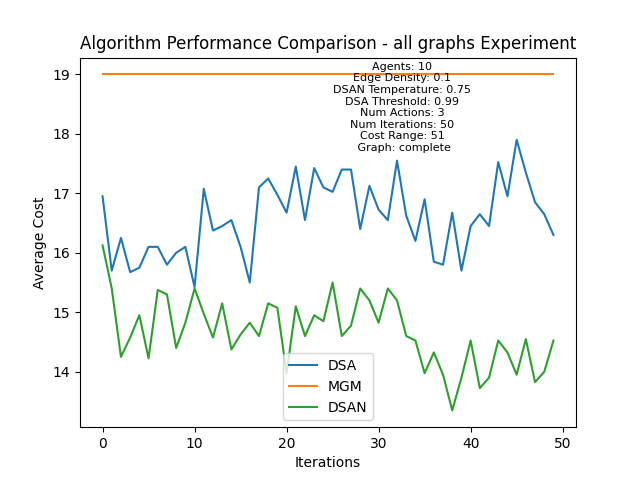 Algorithm Performance Comparison - all graphs Experiment
Agents: 10
Edge Density: 0.1
DSAN Temperature: 0.75
DSA Threshold: 0.99
Num Actions: 3
Num Iterations: 50
Cost Range: 51
Graph: complete
19
18
17
16
15
14
Average Cost
DSA
MGM
DSAN
0 10 20 30 40 50
Iterations